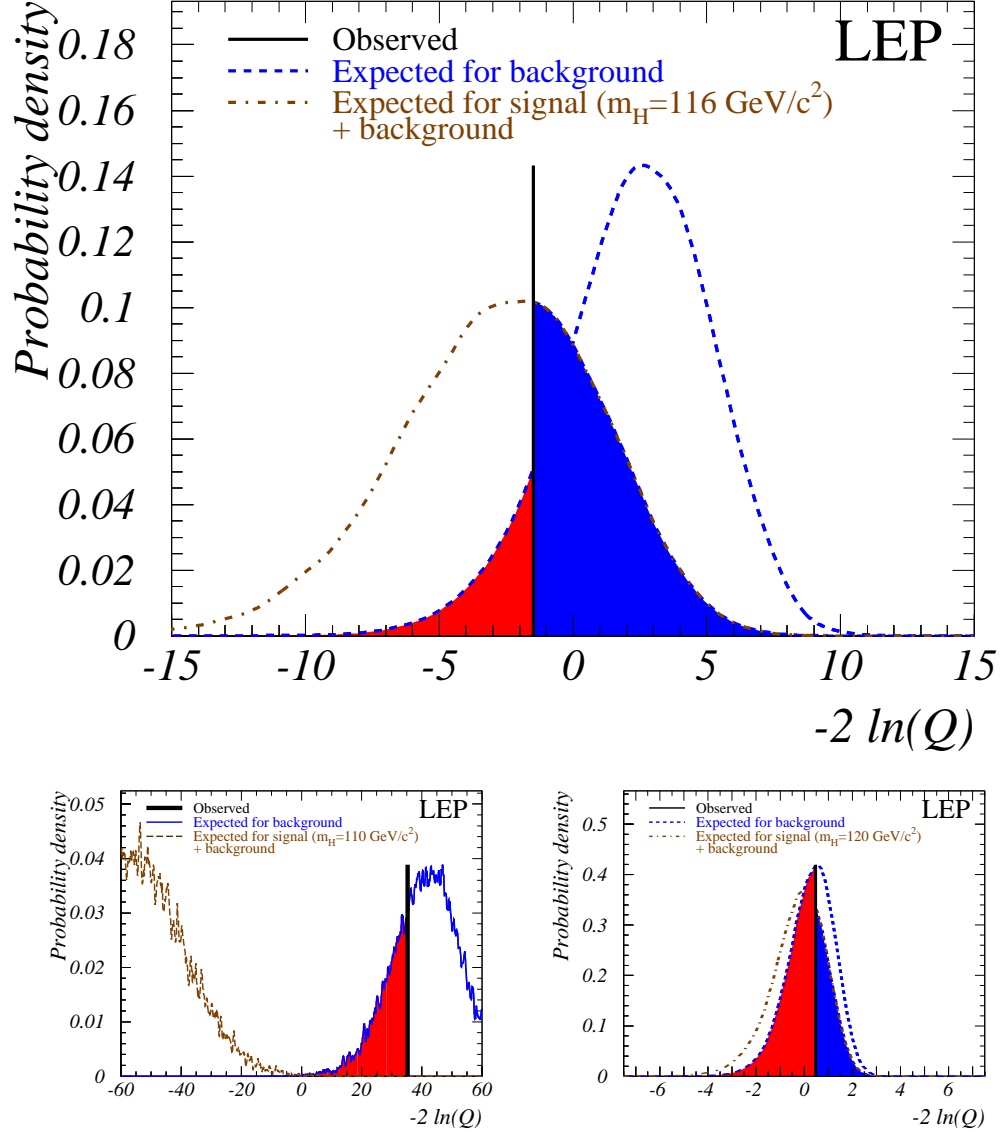 LEP
Observed
Expected for background
Expected for signal (m_H=116 GeV/c^2)
+ background
Probability density
0.18
0.16
0.14
0.12
0.1
0.08
0.06
0.04
0.02
0
-15 -10 -5 0 5 10 15
-2 ln(Q)
LEP
Observed
Expected for background
Expected for signal (m_H=110 GeV/c^2)
+ background
Probability density
0.05
0.04
0.03
0.02
0.01
0
-60 -40 -20 0 20 40 60
-2 ln(Q)
LEP
Observed
Expected for background
Expected for signal (m_H=120 GeV/c^2)
+ background
Probability density
0.5
0.4
0.3
0.2
0.1
0
-6 -4 -2 0 2 4 6
-2 ln(Q)